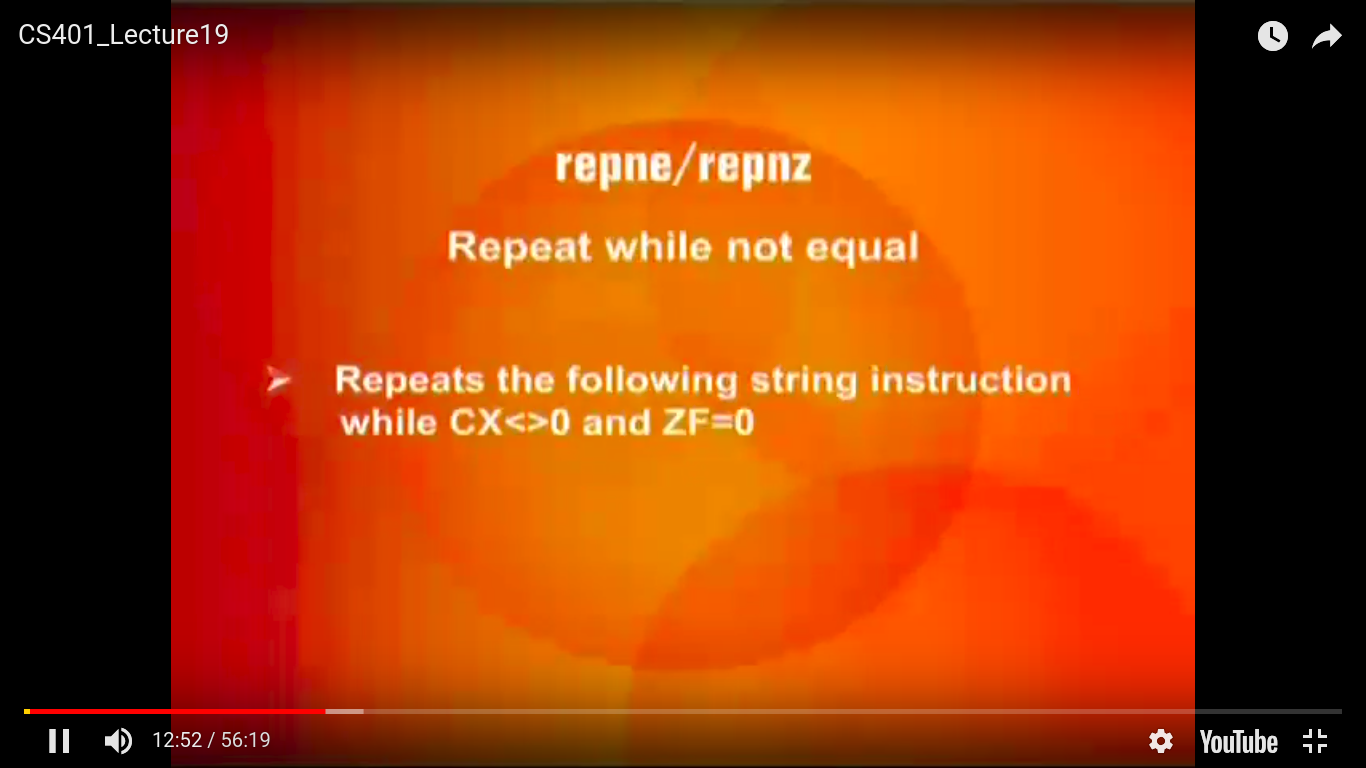 CS401_Lecture19
repne/repnz
Repeat while not equal
➢ Repeats the following string instruction
while CX<>0 and ZF=0
12:52 / 56:19
YouTube